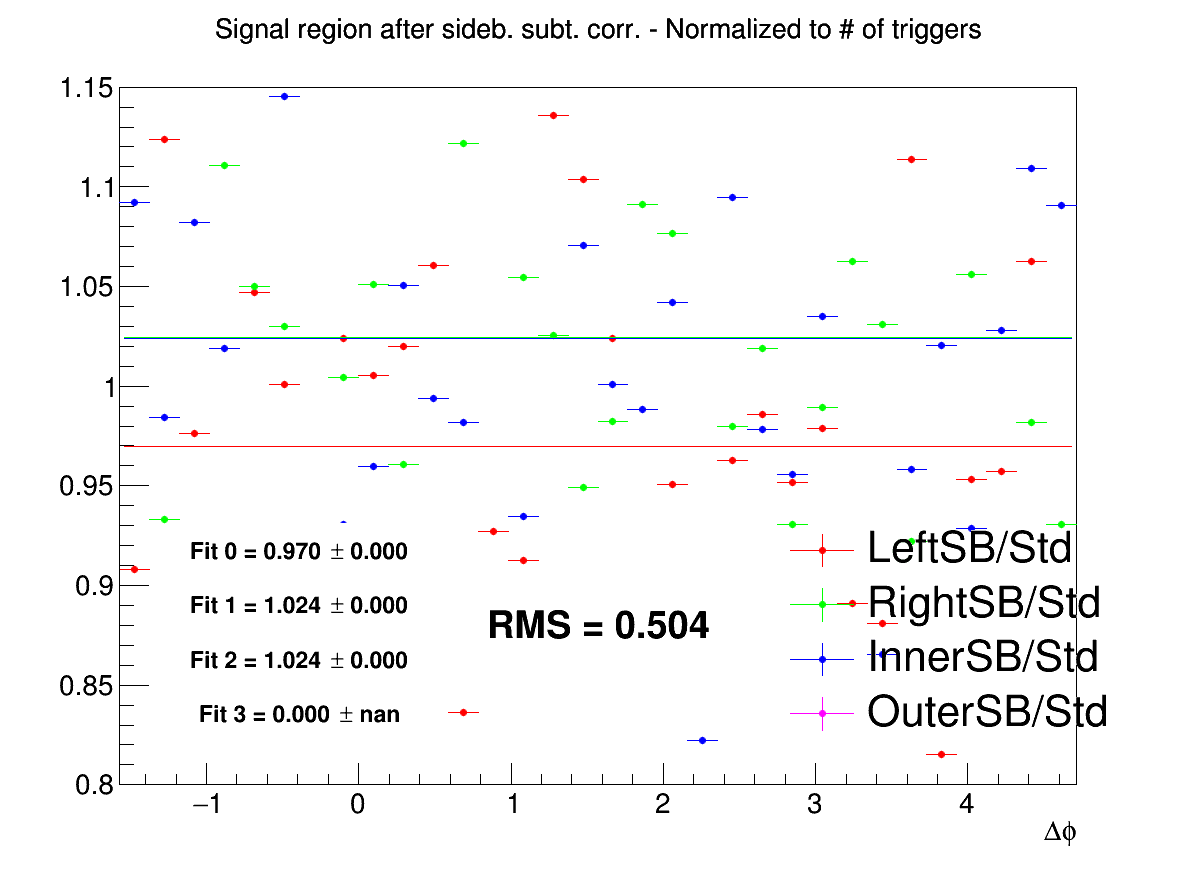 Signal region after sideb. subt. corr. - Normalized to # of triggers
1.15
1.1
1.05
1
0.95
0.9
0.85
0.8
Fit 0 = 0.970 ± 0.000
Fit 1 = 1.024 ± 0.000
Fit 2 = 1.024 ± 0.000
Fit 3 = 0.000 ± nan
RMS = 0.504
LeftSB/Std
RightSB/Std
InnerSB/Std
OuterSB/Std
−1 0 1 2 3 4
Δϕ